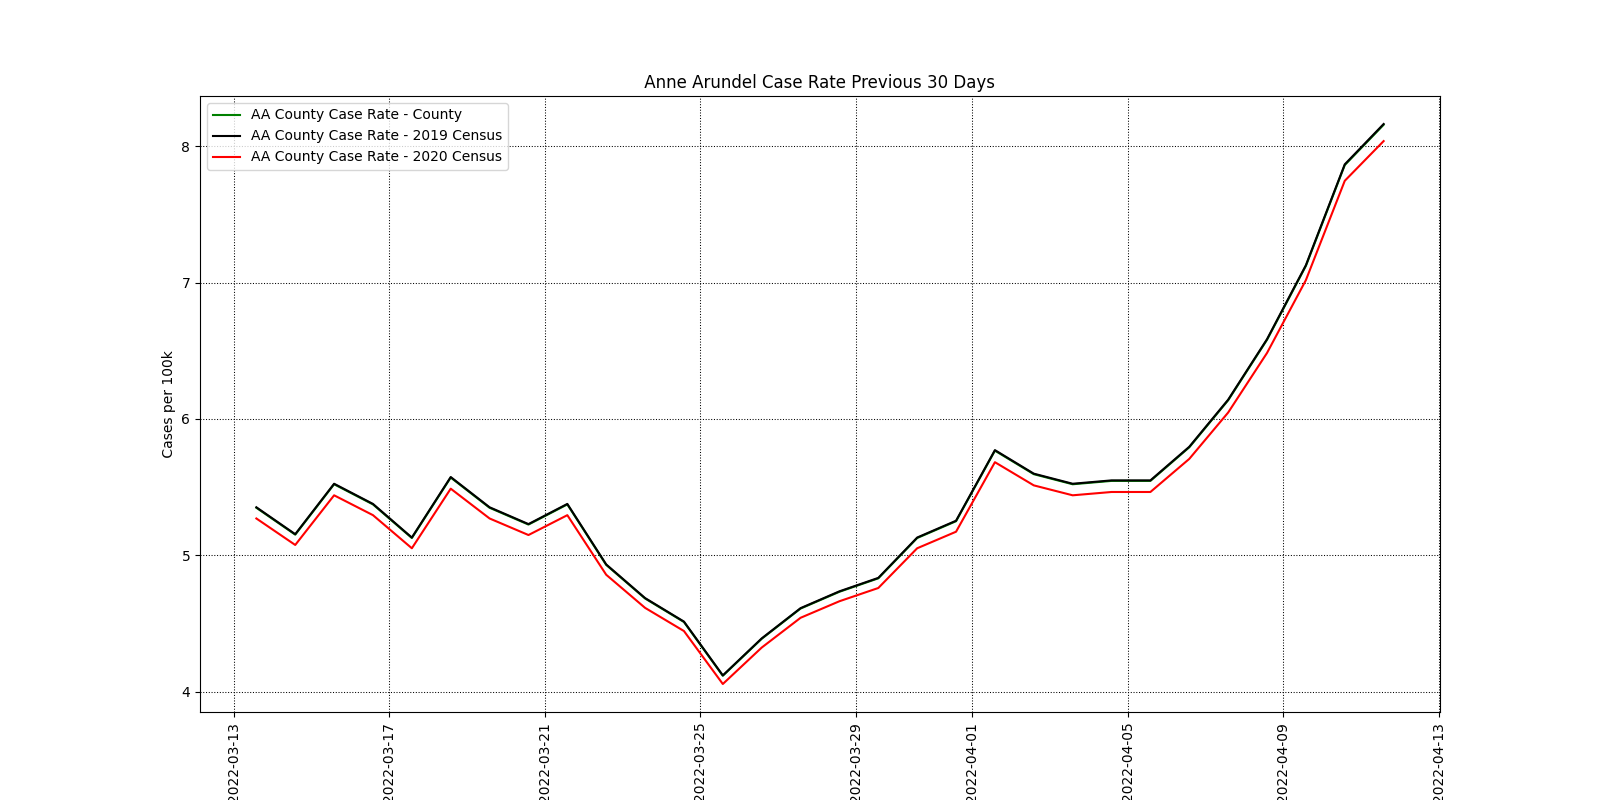 Anne Arundel Case Rate Previous 30 Days
AA County Case Rate - County
AA County Case Rate - 2019 Census
AA County Case Rate - 2020 Census
8
7
6
5
4
Cases per 100k
2022-03-13
2022-03-17
2022-03-21
2022-03-25
2022-03-29
2022-04-01
2022-04-05
2022-04-09
2022-04-13